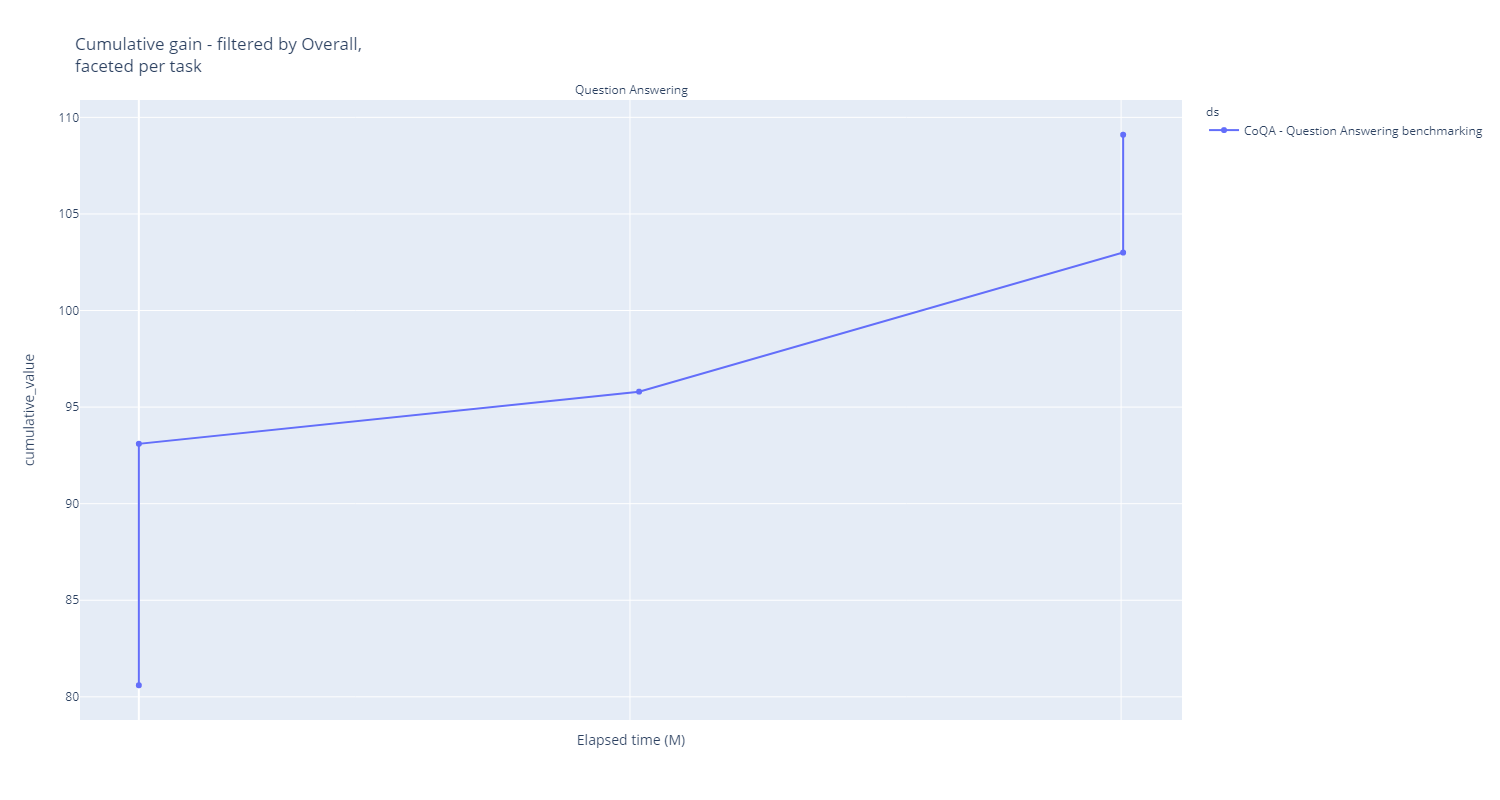 Cumulative gain - filtered by Overall,
faceted per task
Question Answering
110
105
100
95
90
85
80
cumulative_value
Elapsed time (M)
ds
CoQA - Question Answering benchmarking